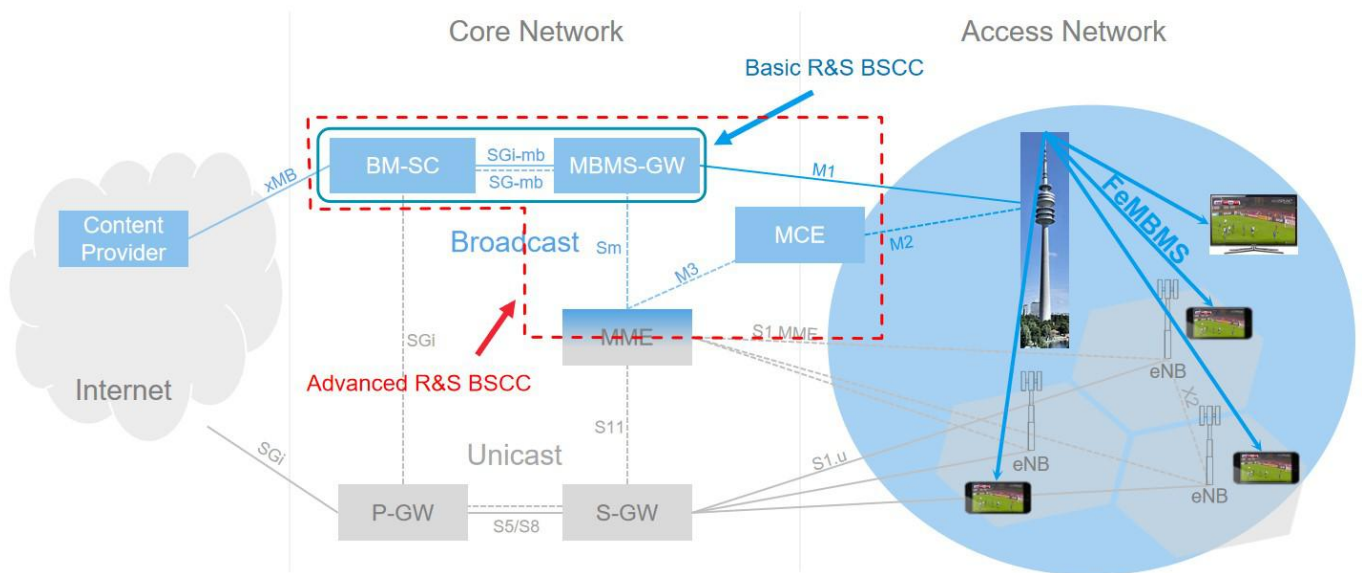 Core Network
Access Network
Basic R&S BSCC
BM-SC
SGi-mb
SG-mb
MBMS-GW
xMB
M1
Content
Provider
Broadcast
Sm
MCE
M2
M3
FeMBMS
MME
S1.MME
SGi
Advanced R&S BSCC
Internet
eNB
X2
S11
SGi
Unicast
S1.u
eNB
eNB
P-GW
S5/S8
S-GW